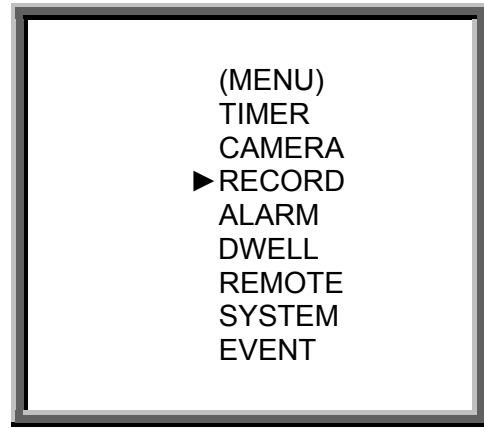 (MENU)
TIMER
CAMERA
►RECORD
ALARM
DWELL
REMOTE
SYSTEM
EVENT